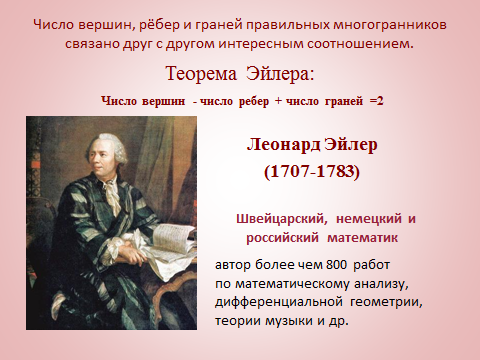 Число вершин, рёбер и граней правильных многогранников
связано друг с другом интересным соотношением.
Теорема Эйлера:
Число вершин - число ребер + число граней =2
Леонард Эйлер
(1707-1783)
Швейцарский, немецкий и
российский математик
автор более чем 800 работ
по математическому анализу,
дифференциальной геометрии,
теории музыки и др.